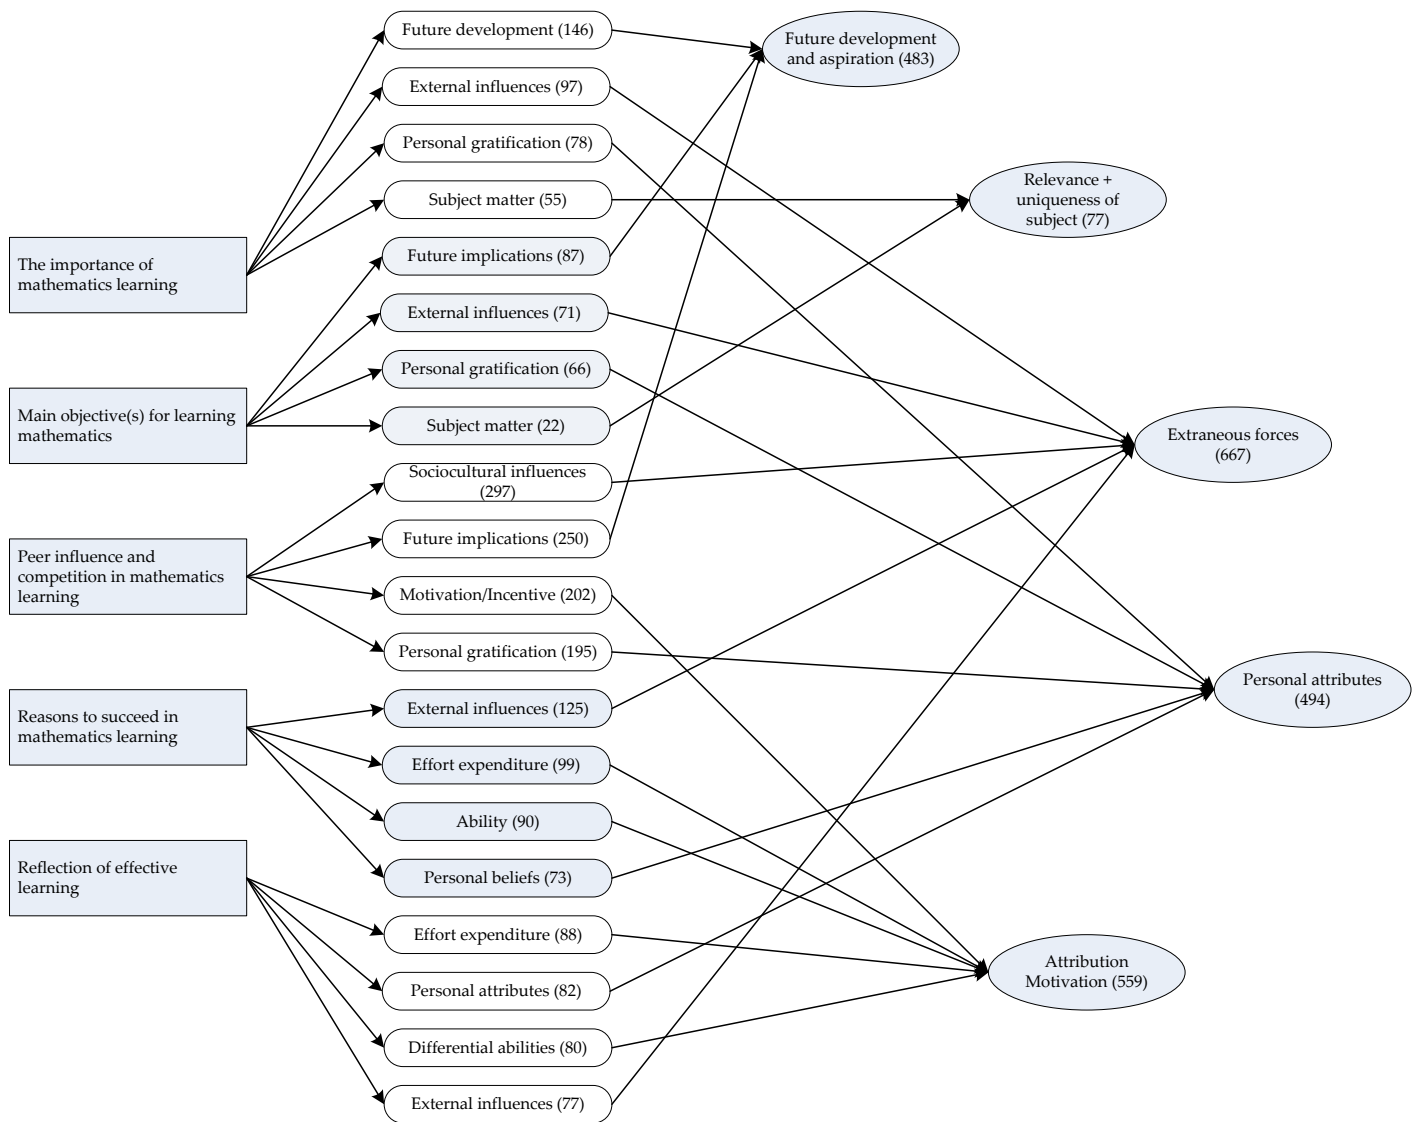 The importance of
mathematics learning
Main objective(s) for learning
mathematics
Peer influence and
competition in mathematics
learning
Reasons to succeed in
mathematics learning
Reflection of effective
learning
Future development (146)
External influences (97)
Personal gratification (78)
Subject matter (55)
Future implications (87)
External influences (71)
Personal gratification (66)
Subject matter (22)
Sociocultural influences
(297)
Future implications (250)
Motivation/Incentive (202)
Personal gratification (195)
External influences (125)
Effort expenditure (99)
Ability (90)
Personal beliefs (73)
Effort expenditure (88)
Personal attributes (82)
Differential abilities (80)
External influences (77)
Future development
and aspiration (483)
Relevance +
uniqueness of
subject (77)
Extraneous forces
(667)
Personal attributes
(494)
Attribution
Motivation (559)